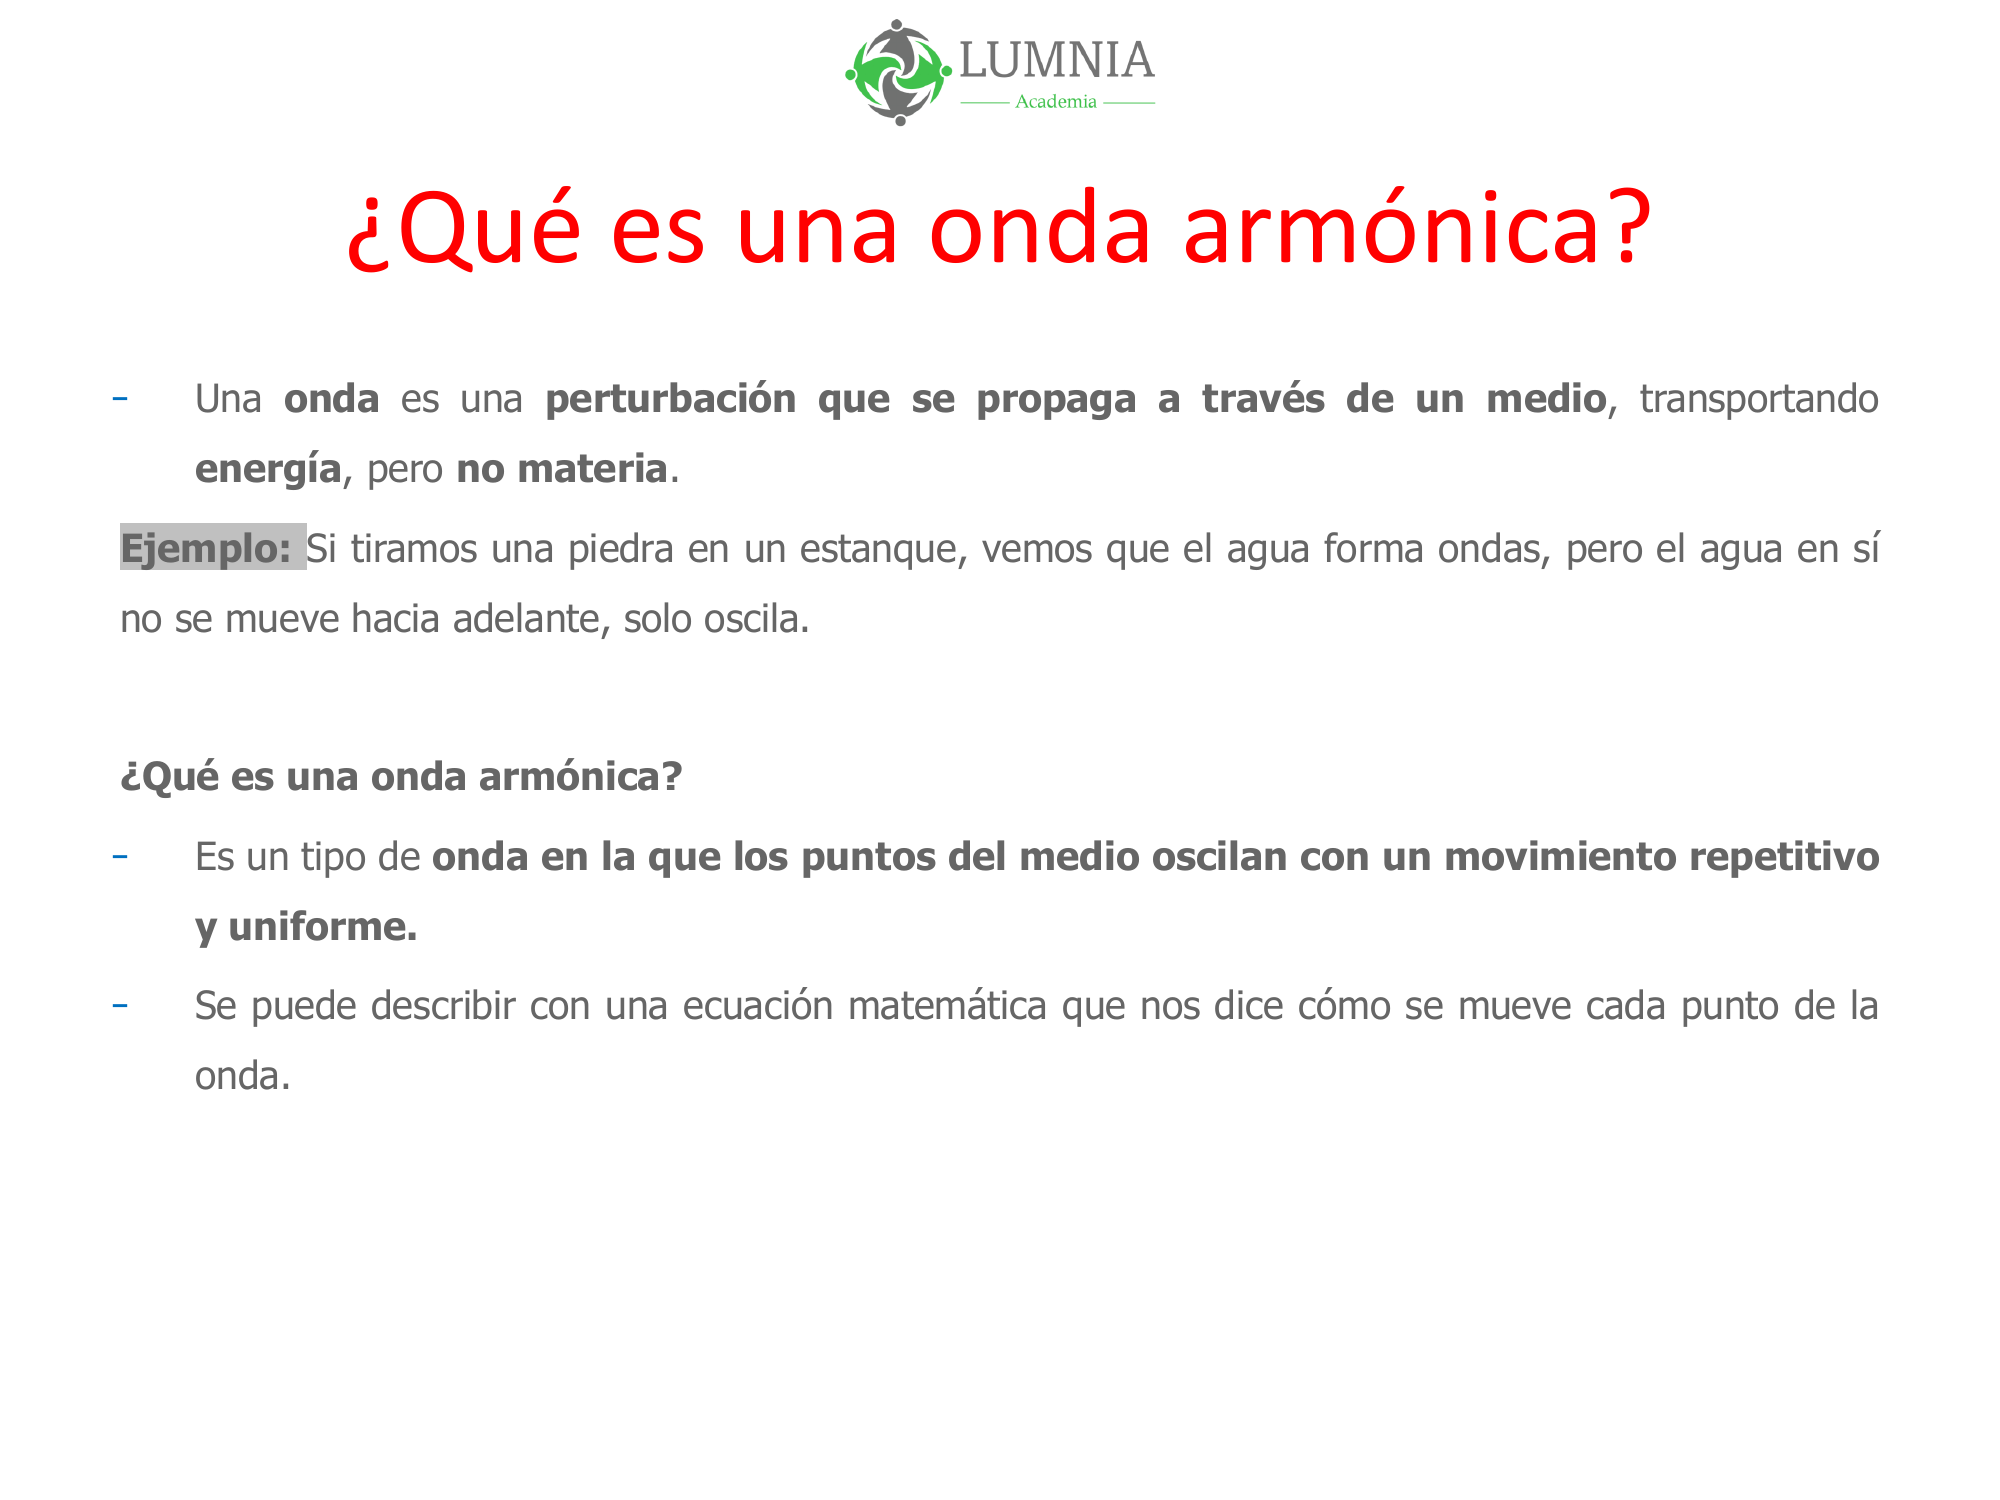 LUMNIA
Academia
¿Qué es una onda armónica?
- Una onda es una perturbación que se propaga a través de un medio, transportando
energía, pero no materia.
Ejemplo: Si tiramos una piedra en un estanque, vemos que el agua forma ondas, pero el agua en sí
no se mueve hacia adelante, solo oscila.
¿Qué es una onda armónica?
- Es un tipo de onda en la que los puntos del medio oscilan con un movimiento repetitivo
y uniforme.
- Se puede describir con una ecuación matemática que nos dice cómo se mueve cada punto de la
onda.